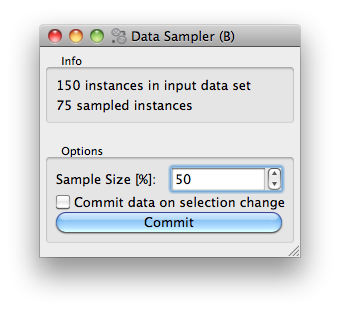 Data Sampler (B)
Info
150 instances in input data set
75 sampled instances
Options
Sample Size [%]: 50
Commit data on selection change
Commit